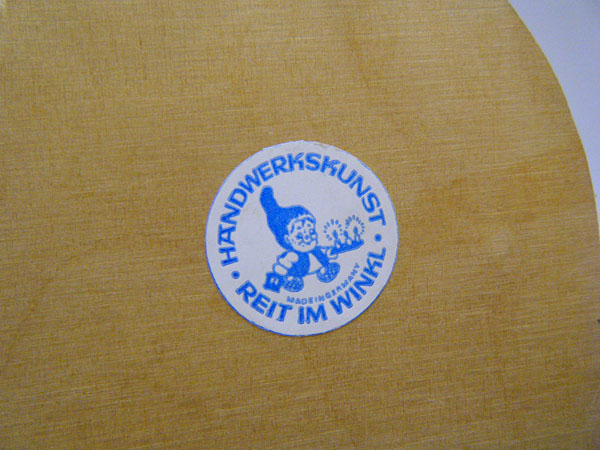 HANDWERKSKUNST
MADE IN GERMANY
REIT IM WINKL